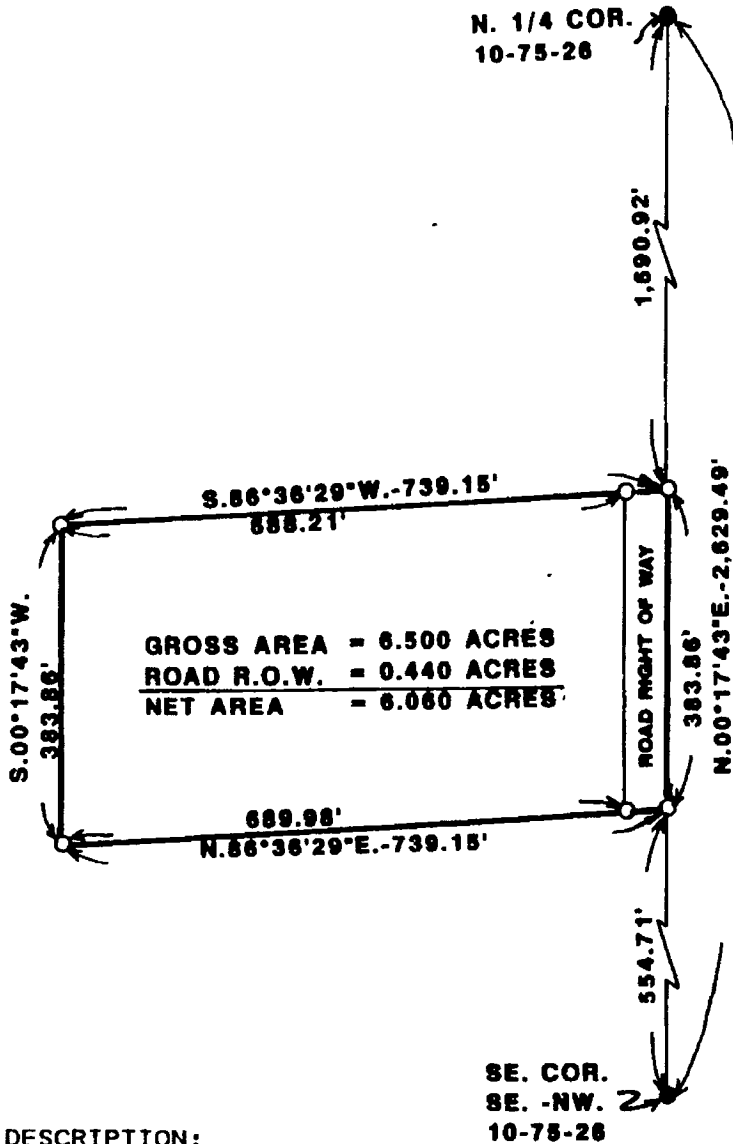 N. 1/4 COR.
10-75-26
1,690.92'
S.86°36'29"W.-739.15'
688.21'
S.00°17'43"W.
383.86'
GROSS AREA = 6.500 ACRES
ROAD R.O.W. = 0.440 ACRES
NET AREA = 6.060 ACRES
ROAD RIGHT OF WAY
383.86'
N.00°17'43"E.-2,629.49'
689.98'
N.86°36'29"E.-739.15'
554.71'
SE. COR.
SE. -NW.
10-75-26
DESCRIPTION: